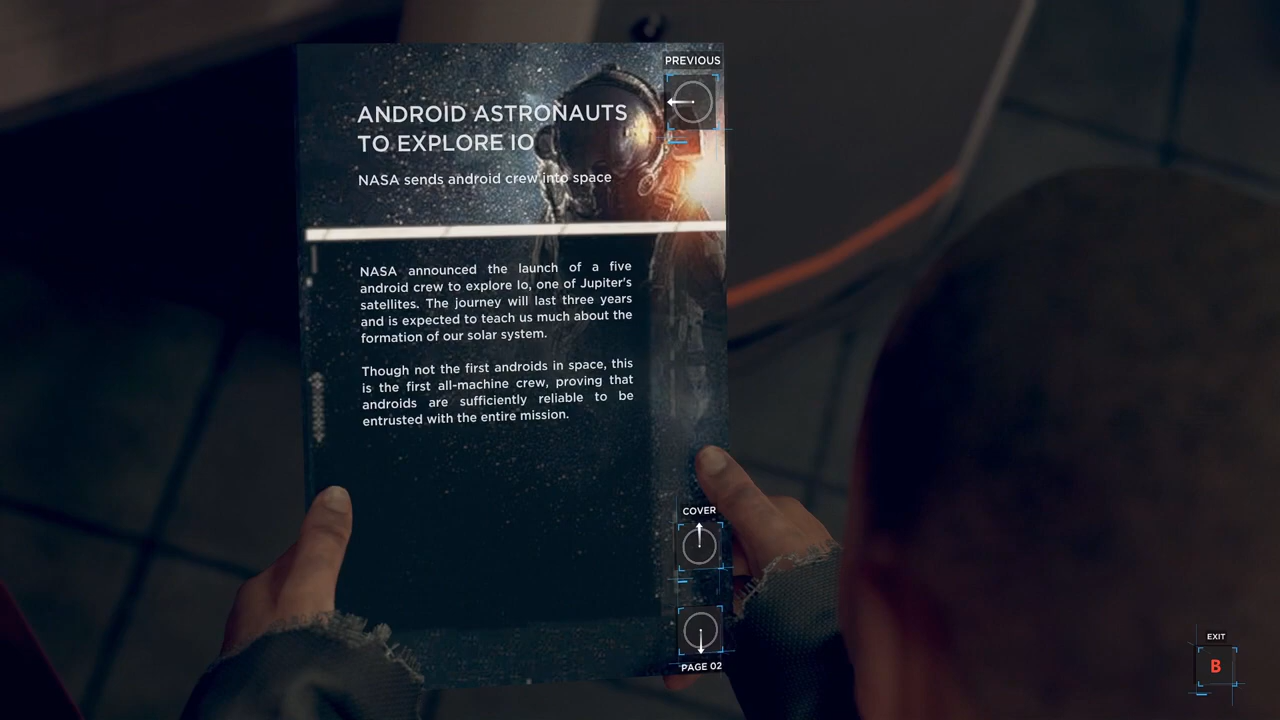 PREVIOUS
ANDROID ASTRONAUTS
TO EXPLORE IO
NASA sends android crew into space
NASA announced the launch of a five
android crew to explore Io, one of Jupiter's
satellites. The journey will last three years
and is expected to teach us much about the
formation of our solar system.
Though not the first androids in space, this
is the first all-machine crew, proving that
androids are sufficiently reliable to be
entrusted with the entire mission.
COVER
PAGE 02
EXIT
B